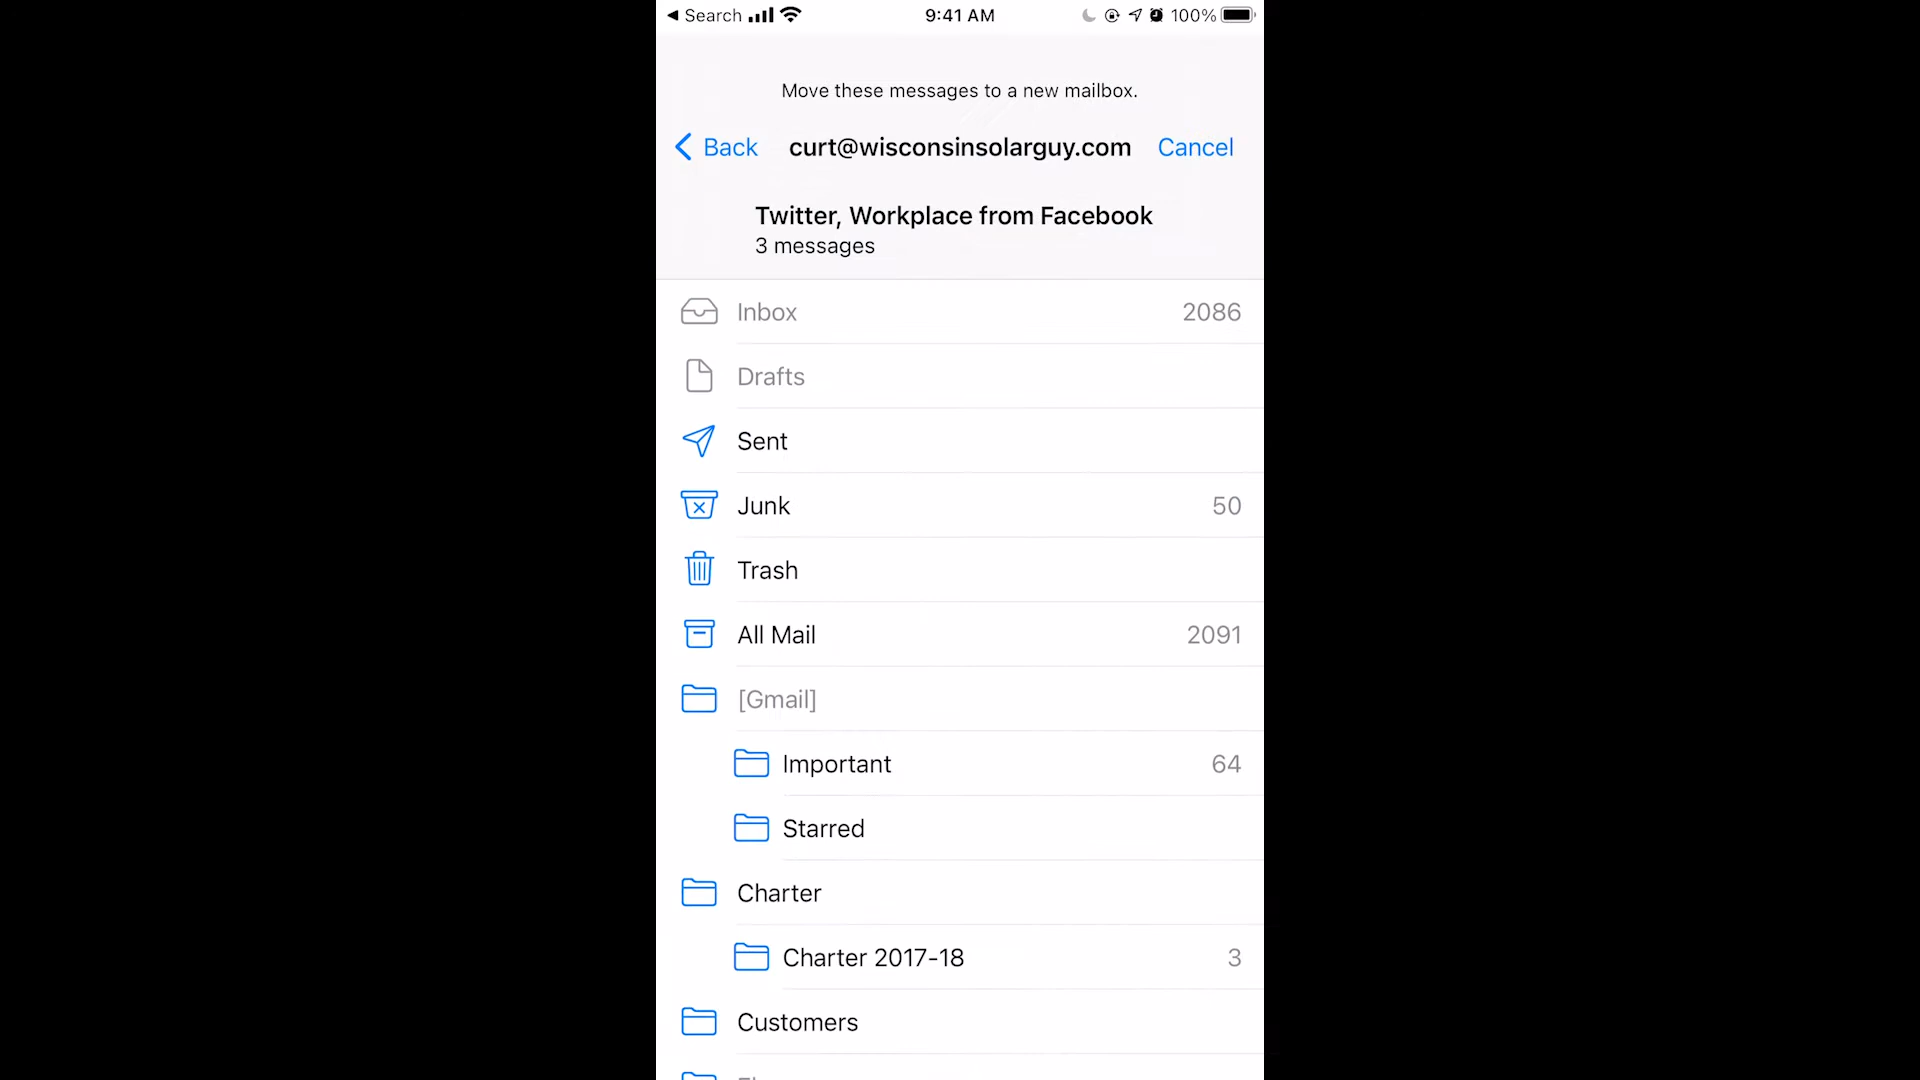 ◀ Search 9:41 AM 100%
Move these messages to a new mailbox.
Back curt@wisconsinsolarguy.com Cancel
Twitter, Workplace from Facebook
3 messages
Inbox 2086
Drafts
Sent
Junk 50
Trash
All Mail 2091
[Gmail]
Important 64
Starred
Charter
Charter 2017-18 3
Customers